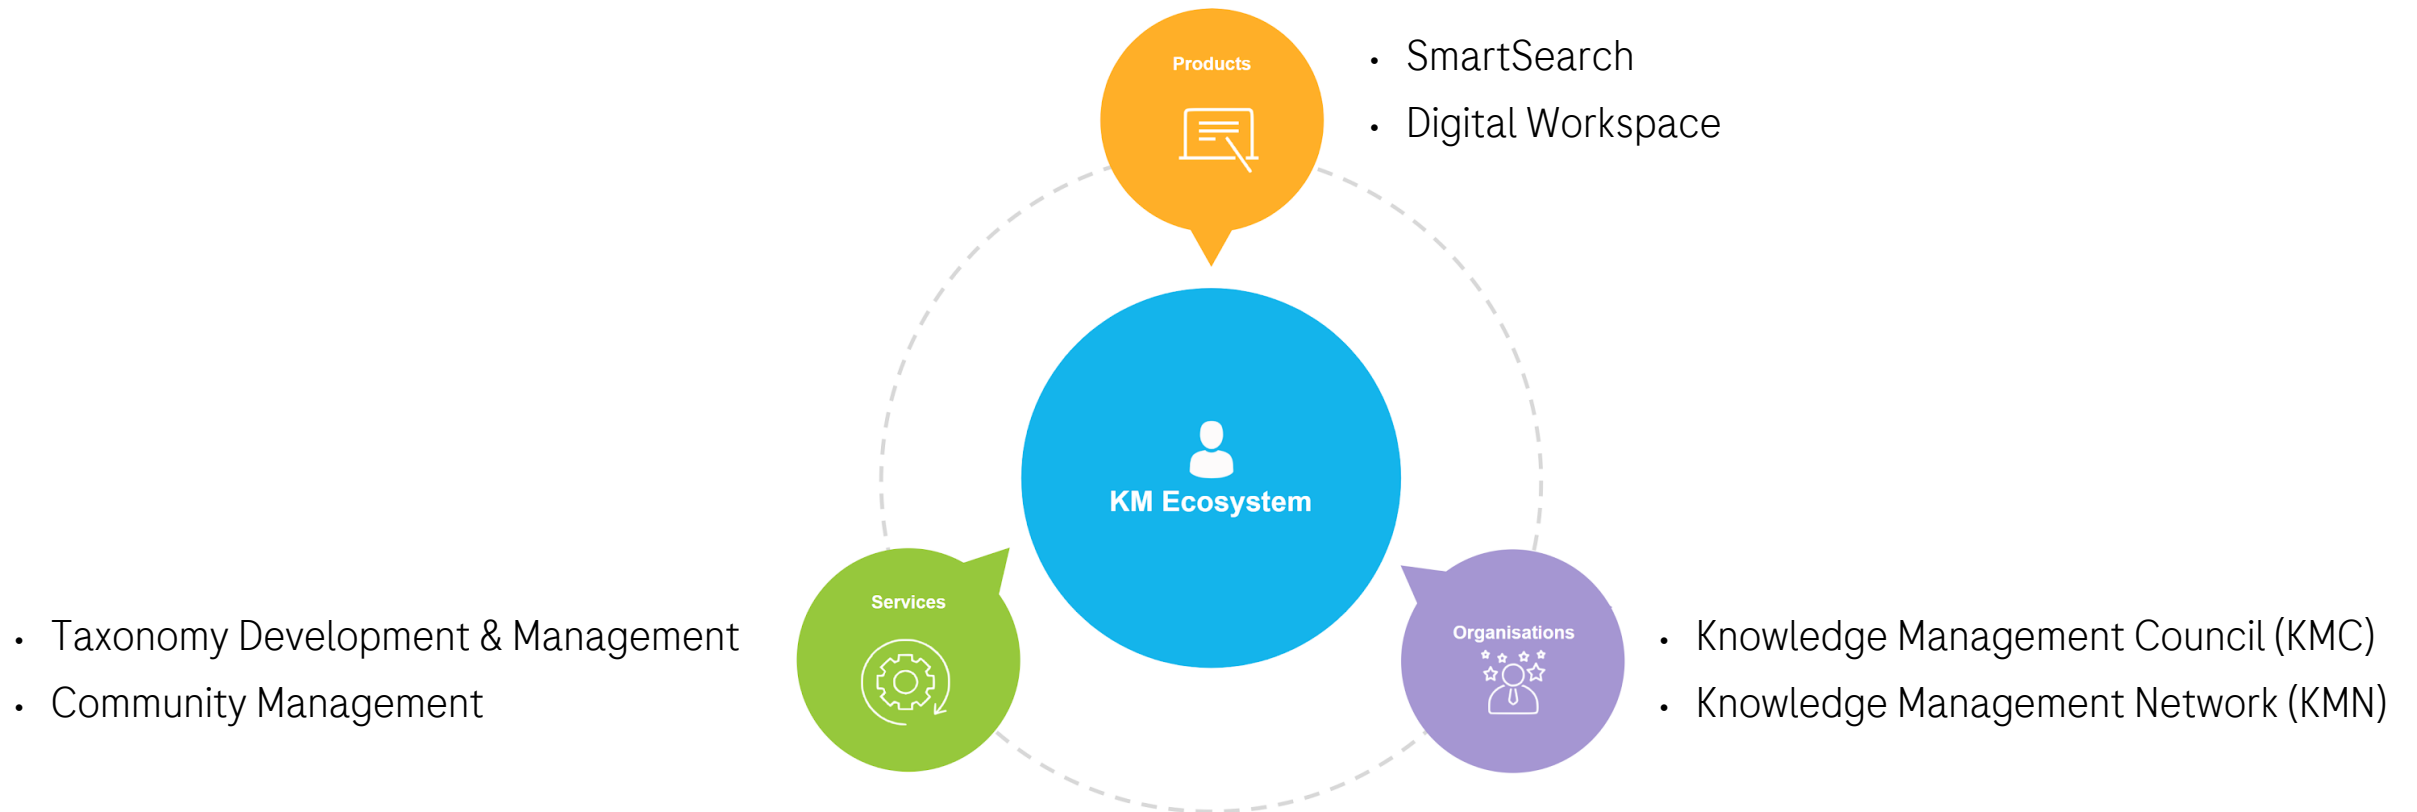 Products
• SmartSearch
• Digital Workspace
KM Ecosystem
Services
• Taxonomy Development & Management
• Community Management
Organisations
• Knowledge Management Council (KMC)
• Knowledge Management Network (KMN)